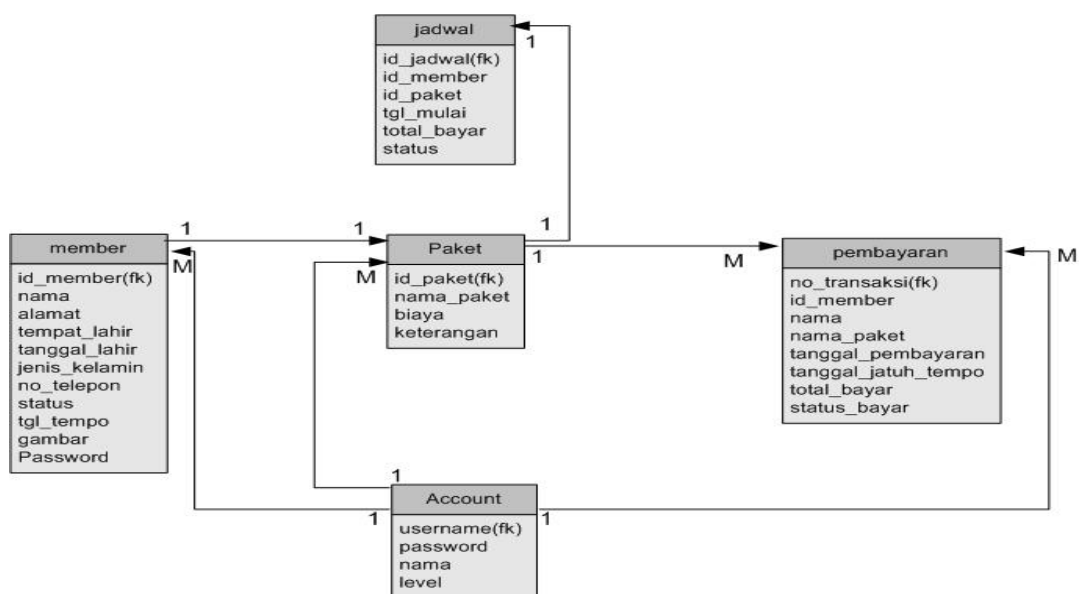 jadwal
1
id_jadwal(fk)
id_member
id_paket
tgl_mulai
total_bayar
status
1
1
1
member
M
id_member(fk)
nama
alamat
tempat_lahir
tanggal_lahir
jenis_kelamin
no_telepon
status
tgl_tempo
gambar
Password
Paket
1
M
id_paket(fk)
nama_paket
biaya
keterangan
M
pembayaran
M
no_transaksi(fk)
id_member
nama
nama_paket
tanggal_pembayaran
tanggal_jatuh_tempo
total_bayar
status_bayar
1
Account
1
1
username(fk)
password
nama
level